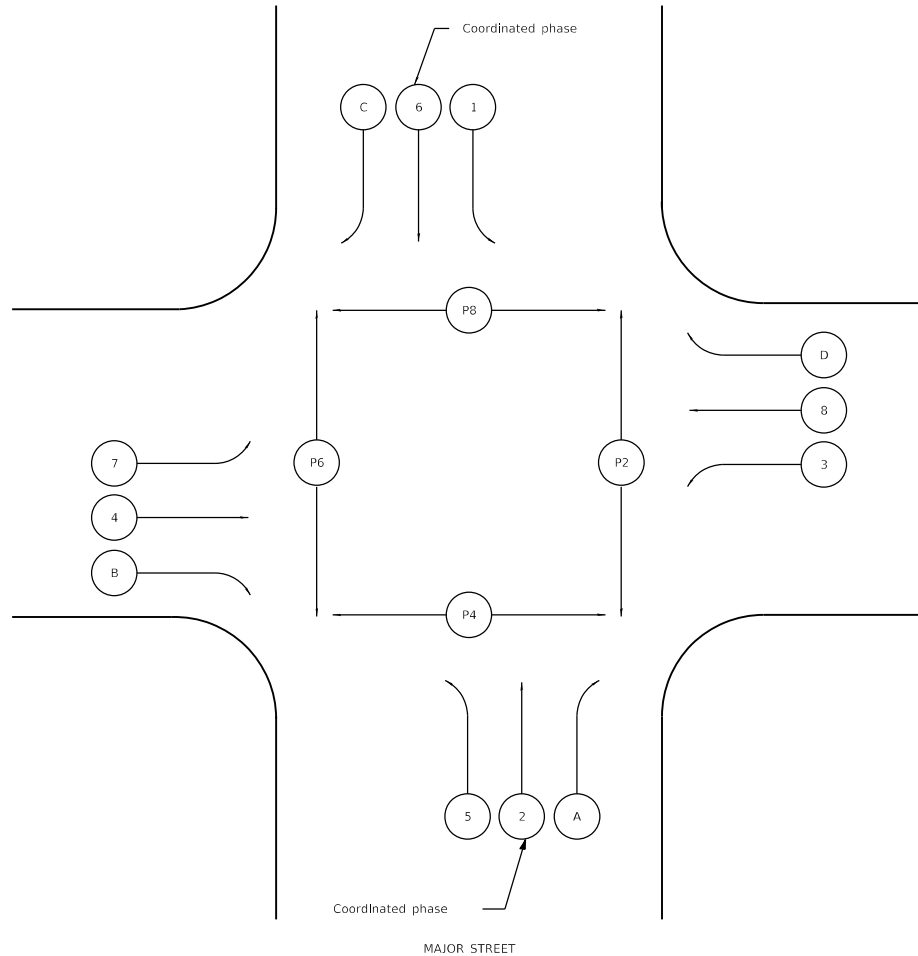 Coordinated phase
C 6 1
P8
D
8
7 P6 P2 3
4
B
P4
5 2 A
Coordinated phase
MAJOR STREET